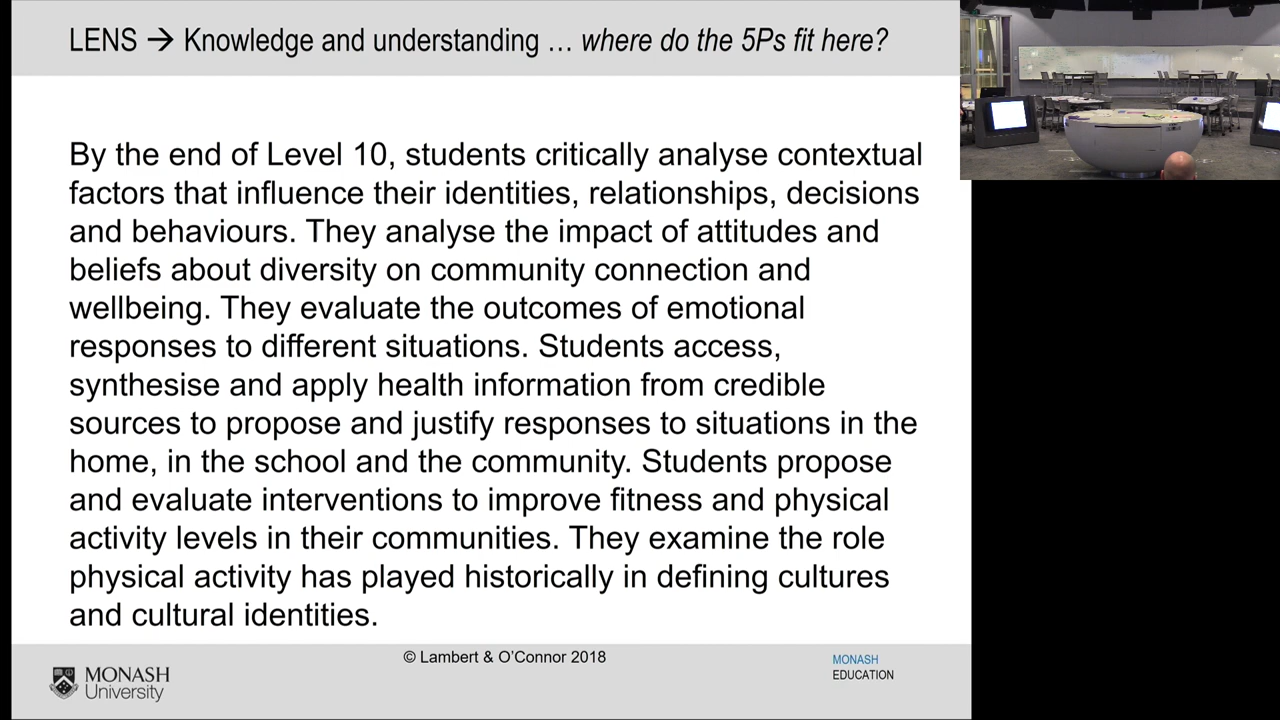 LENS → Knowledge and understanding … where do the 5Ps fit here?
By the end of Level 10, students critically analyse contextual
factors that influence their identities, relationships, decisions
and behaviours. They analyse the impact of attitudes and
beliefs about diversity on community connection and
wellbeing. They evaluate the outcomes of emotional
responses to different situations. Students access,
synthesise and apply health information from credible
sources to propose and justify responses to situations in the
home, in the school and the community. Students propose
and evaluate interventions to improve fitness and physical
activity levels in their communities. They examine the role
physical activity has played historically in defining cultures
and cultural identities.
© Lambert & O'Connor 2018
MONASH
University
MONASH
EDUCATION